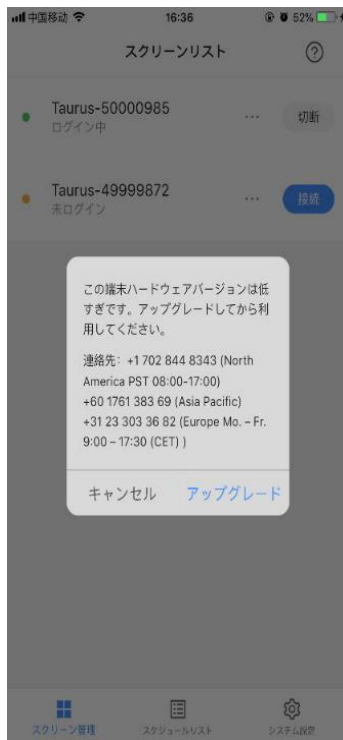 中国移动 16:36 52%
スクリーンリスト ?
Taurus-50000985
ログイン中
... 切断
Taurus-49999872
未ログイン
... 接続
この端末ハードウェアバージョンは低
すぎです。アップグレードしてから利
用してください。
連絡先: +1 702 844 8343 (North
America PST 08:00-17:00)
+60 1761 383 69 (Asia Pacific)
+31 23 303 36 82 (Europe Mo. – Fr.
9:00 – 17:30 (CET) )
キャンセル アップグレード
スクリーン管理 スケジュールリスト システム設定